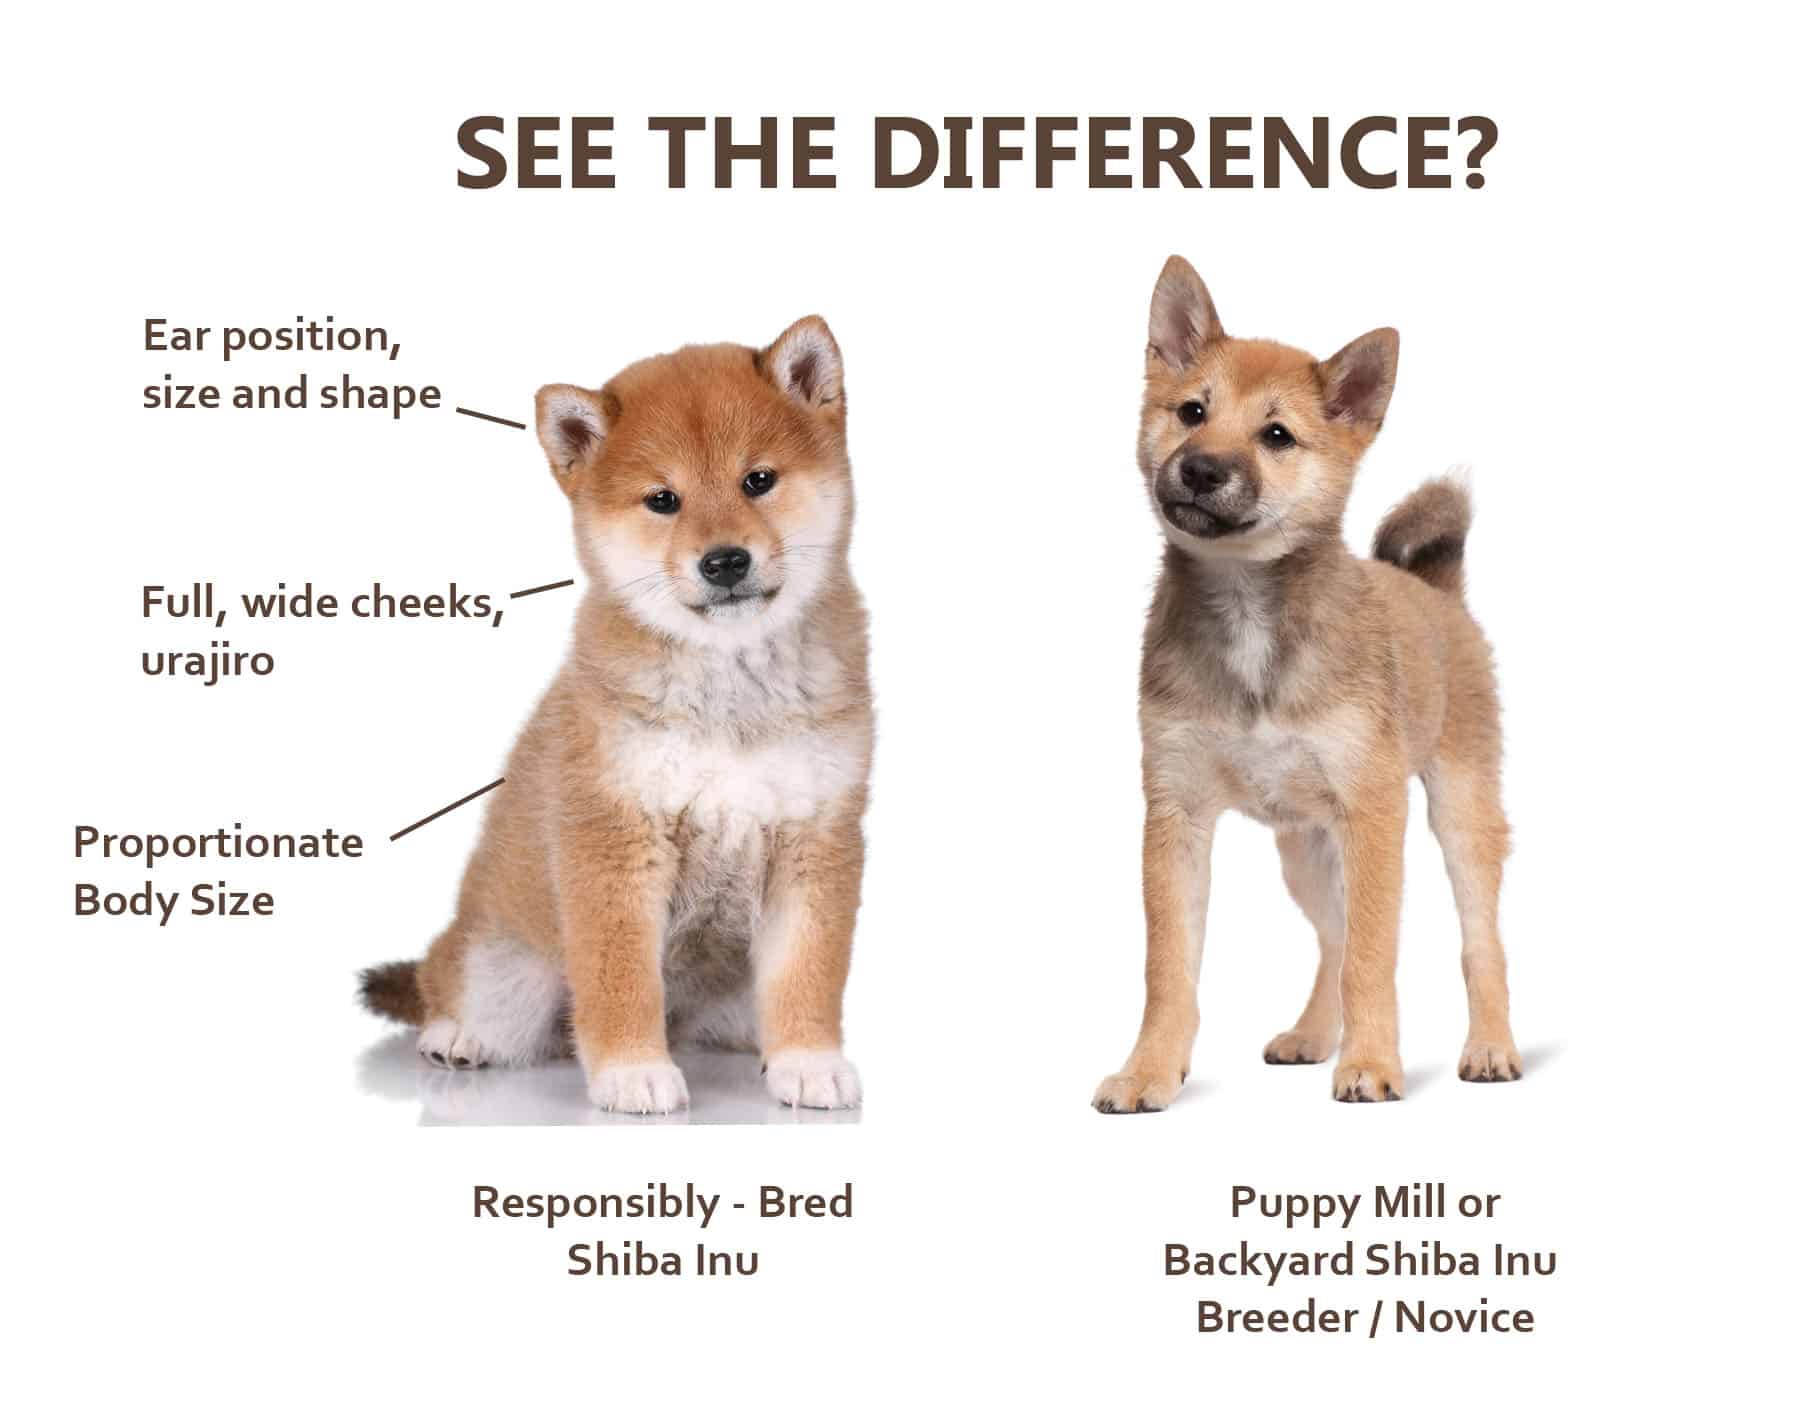 SEE THE DIFFERENCE?
Ear position,
size and shape
Full, wide cheeks,
urajiro
Proportionate
Body Size
Responsibly - Bred
Shiba Inu
Puppy Mill or
Backyard Shiba Inu
Breeder / Novice